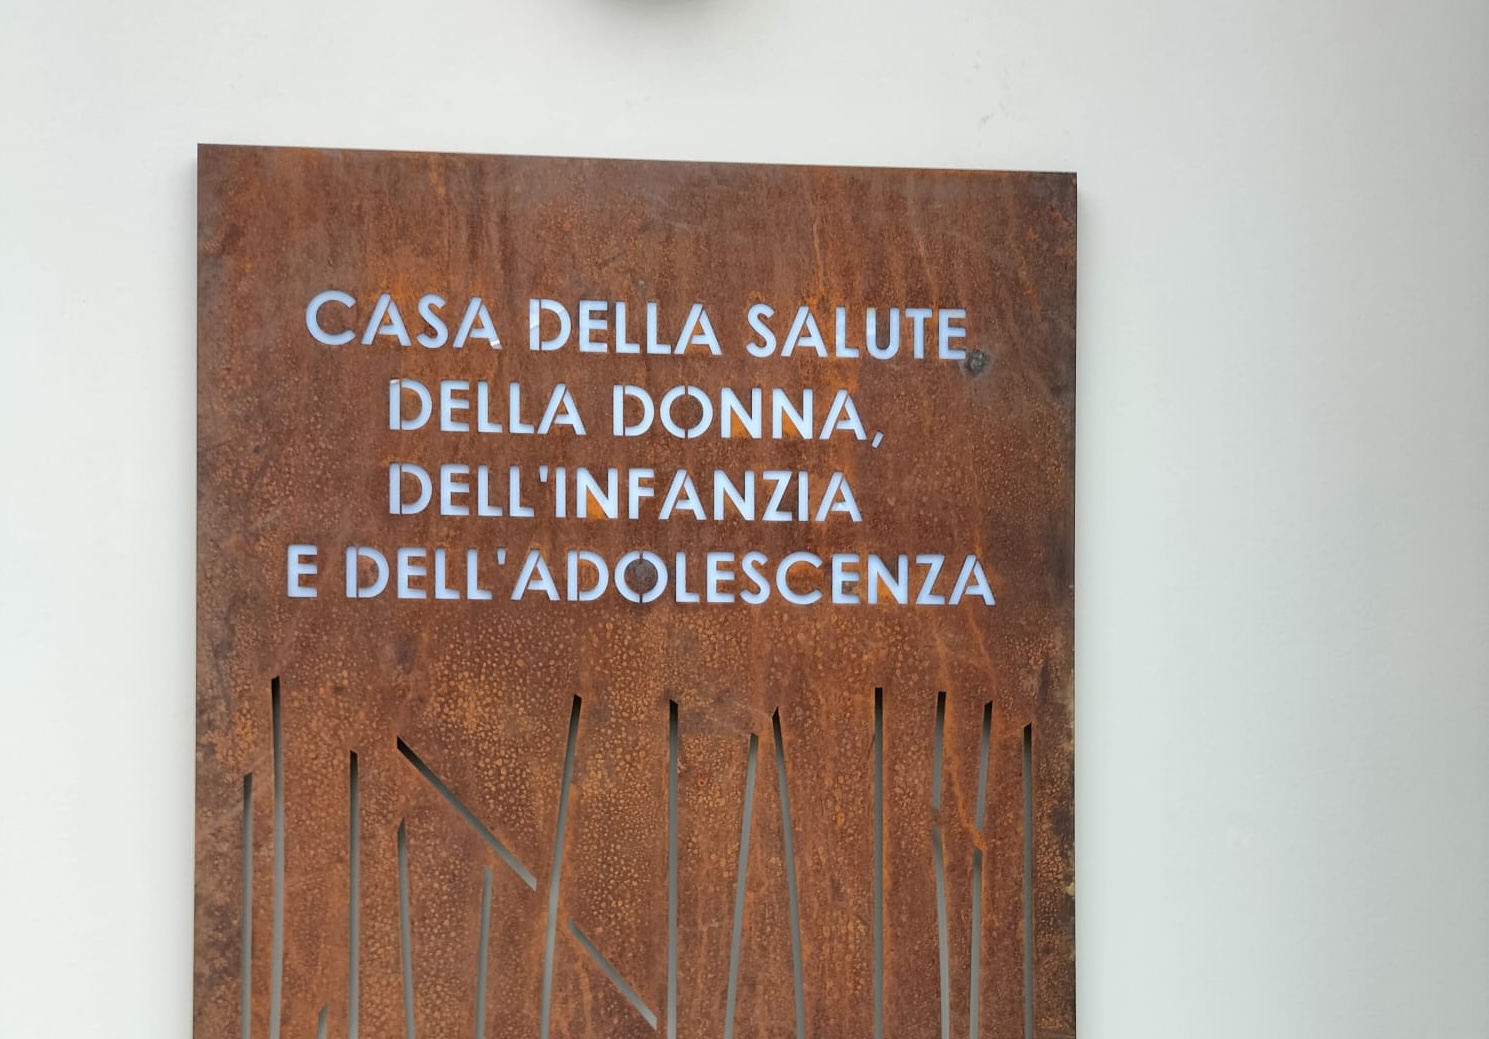 CASA DELLA SALUTE
DELLA DONNA,
DELL'INFANZIA
E DELL'ADOLESCENZA